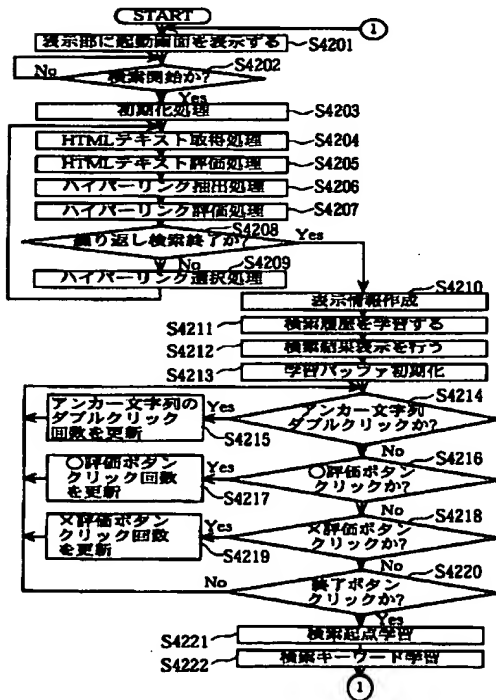 START
1
表示部に起動画面を表示する
S4201
S4202
No
検索開始か?
Yes
初期化処理
S4203
HTMLテキスト取得処理
S4204
HTMLテキスト評価処理
S4205
ハイパーリンク抽出処理
S4206
ハイパーリンク評価処理
S4207
S4208
繰り返し検索終了か?
Yes
No
S4209
ハイパーリンク選択処理
S4210
表示情報作成
S4211
検索履歴を学習する
S4212
検索結果表示を行う
S4213
学習バッファ初期化
S4214
アンカー文字列
ダブルクリックか?
Yes
アンカー文字列の
ダブルクリック
回数を更新
S4215
No
S4216
○評価ボタン
クリックか?
Yes
○評価ボタン
クリック回数
を更新
S4217
No
S4218
×評価ボタン
クリックか?
Yes
×評価ボタン
クリック回数
を更新
S4219
No
S4220
終了ボタン
クリックか?
No
Yes
S4221
検索起点学習
S4222
検索キーワード学習
1